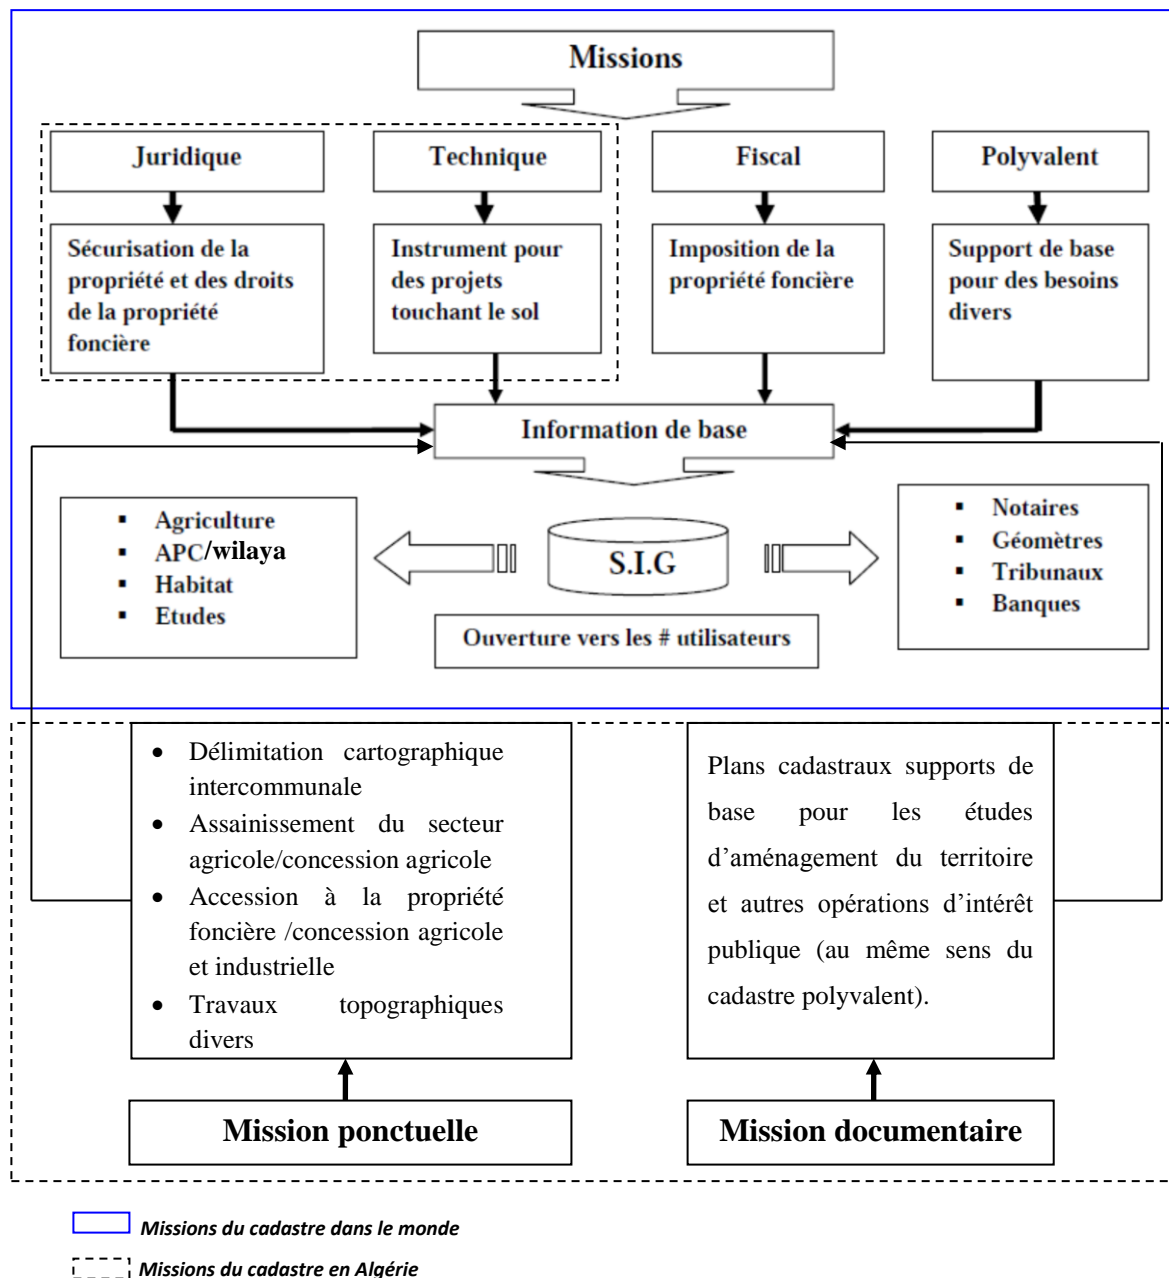 Missions
Juridique
Technique
Fiscal
Polyvalent
Sécurisation de la
propriété et des droits
de la propriété
foncière
Instrument pour
des projets
touchant le sol
Imposition de la
propriété foncière
Support de base
pour des besoins
divers
Information de base
▪ Agriculture
▪ APC/wilaya
▪ Habitat
▪ Etudes
S.I.G
▪ Notaires
▪ Géomètres
▪ Tribunaux
▪ Banques
Ouverture vers les # utilisateurs
• Délimitation cartographique
intercommunale
• Assainissement du secteur
agricole/concession agricole
• Accession à la propriété
foncière /concession agricole
et industrielle
• Travaux topographiques
divers
Plans cadastraux supports de
base pour les études
d’aménagement du territoire
et autres opérations d’intérêt
publique (au même sens du
cadastre polyvalent).
Mission ponctuelle
Mission documentaire
Missions du cadastre dans le monde
Missions du cadastre en Algérie